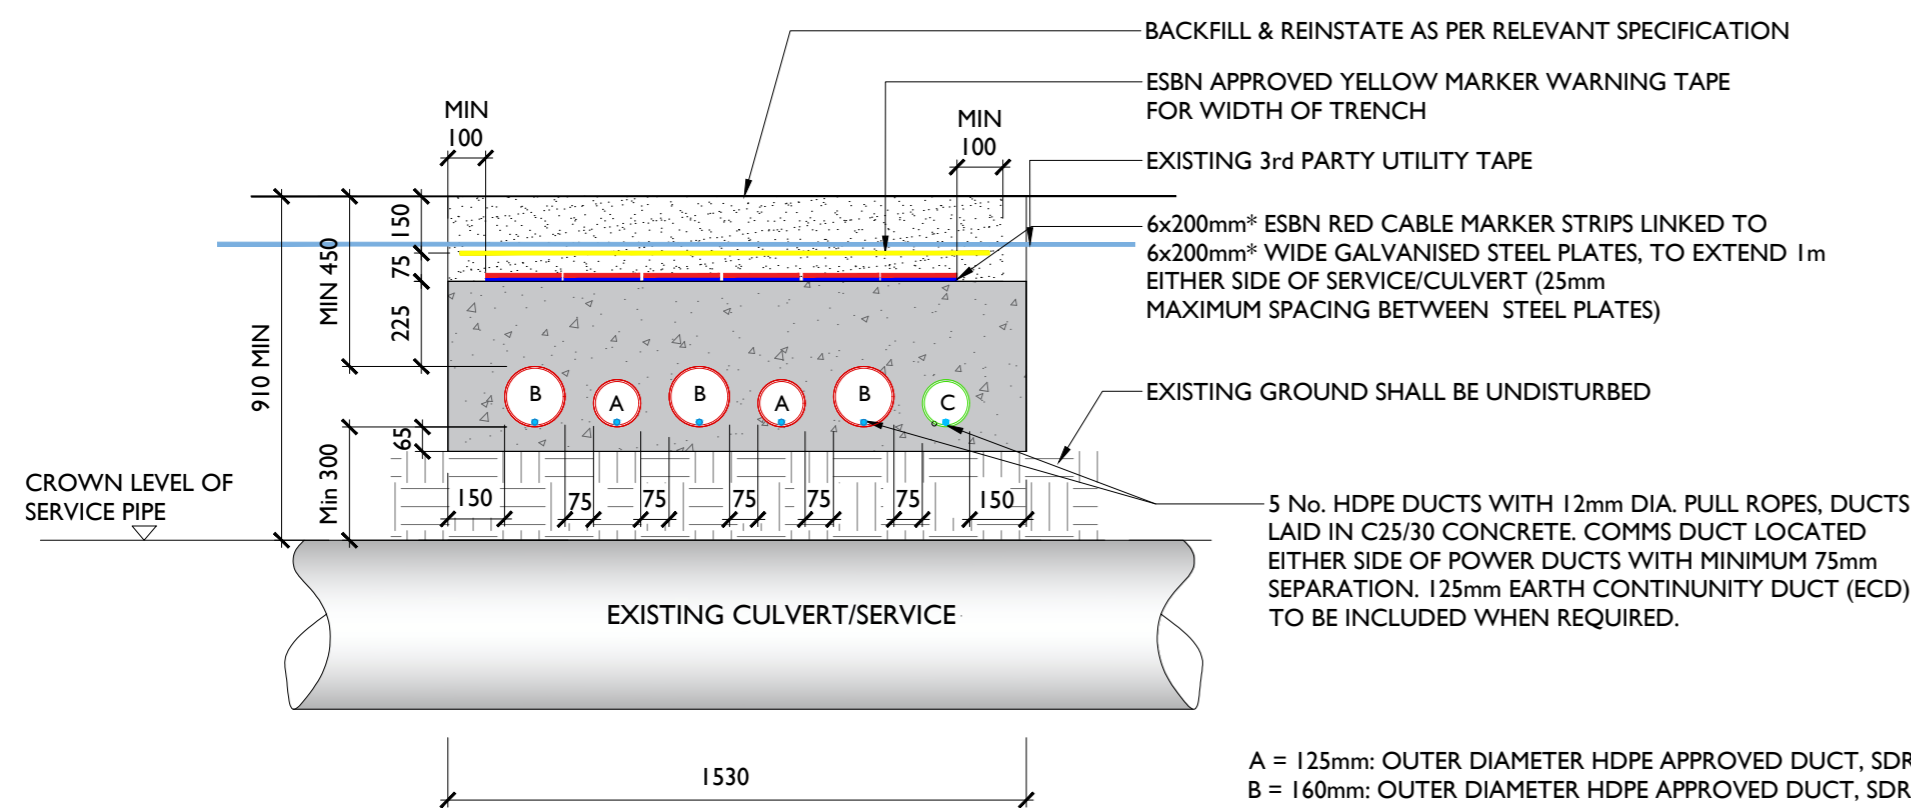 BACKFILL & REINSTATE AS PER RELEVANT SPECIFICATION
ESBN APPROVED YELLOW MARKER WARNING TAPE
FOR WIDTH OF TRENCH
MIN
100
MIN
100
EXISTING 3rd PARTY UTILITY TAPE
6x200mm* ESBN RED CABLE MARKER STRIPS LINKED TO
6x200mm* WIDE GALVANISED STEEL PLATES, TO EXTEND 1m
EITHER SIDE OF SERVICE/CULVERT (25mm
MAXIMUM SPACING BETWEEN STEEL PLATES)
910 MIN
MIN 450
150
75
225
65
Min 300
B
A
B
A
B
C
EXISTING GROUND SHALL BE UNDISTURBED
CROWN LEVEL OF
SERVICE PIPE
150
75
75
75
75
75
150
5 No. HDPE DUCTS WITH 12mm DIA. PULL ROPES, DUCTS
LAID IN C25/30 CONCRETE. COMMS DUCT LOCATED
EITHER SIDE OF POWER DUCTS WITH MINIMUM 75mm
SEPARATION. 125mm EARTH CONTINUNITY DUCT (ECD)
TO BE INCLUDED WHEN REQUIRED.
EXISTING CULVERT/SERVICE
1530
A = 125mm: OUTER DIAMETER HDPE APPROVED DUCT, SDR
B = 160mm: OUTER DIAMETER HDPE APPROVED DUCT, SDR